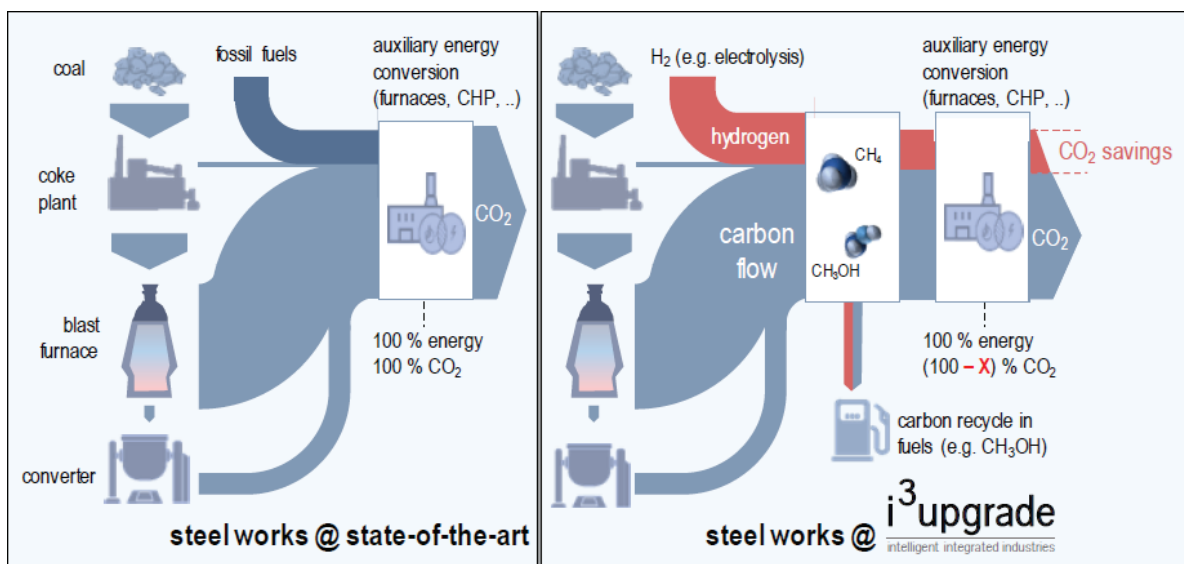 coal
fossil fuels
auxiliary energy
conversion
(furnaces, CHP, ..)
coke
plant
CO₂
blast
furnace
100 % energy
100 % CO₂
converter
steel works @ state-of-the-art
H₂ (e.g. electrolysis)
auxiliary energy
conversion
(furnaces, CHP, ..)
hydrogen
CH₄
CO₂ savings
carbon
flow
CH₃OH
CO₂
100 % energy
(100 – X) % CO₂
carbon recycle in
fuels (e.g. CH₃OH)
steel works @ i³upgrade
intelligent integrated industries